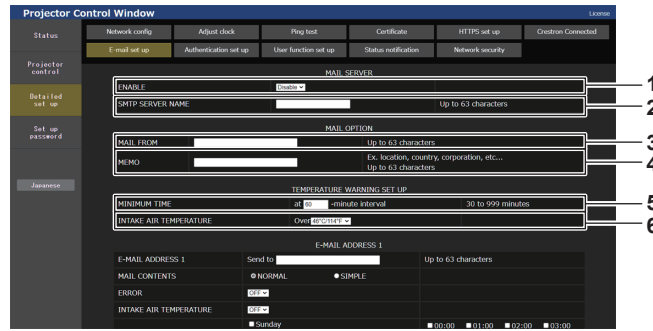 Projector Control Window
License
Status
Network config
Adjust clock
Ping test
Certificate
HTTPS set up
Crestron Connected
E-mail set up
Authentication set up
User function set up
Status notification
Network security
Projector control
Detailed set up
Set up password
Japanese
MAIL SERVER
ENABLE Disable 1
SMTP SERVER NAME Up to 63 characters 2
MAIL OPTION
MAIL FROM Up to 63 characters 3
MEMO Ex. location, country, corporation, etc... 4
Up to 63 characters
TEMPERATURE WARNING SET UP
MINIMUM TIME at 60 -minute interval 30 to 999 minutes 5
INTAKE AIR TEMPERATURE Over 46°C/114°F 6
E-MAIL ADDRESS 1
E-MAIL ADDRESS 1 Send to Up to 63 characters
MAIL CONTENTS NORMAL SIMPLE
ERROR OFF
INTAKE AIR TEMPERATURE OFF
Sunday 00:00 01:00 02:00 03:00